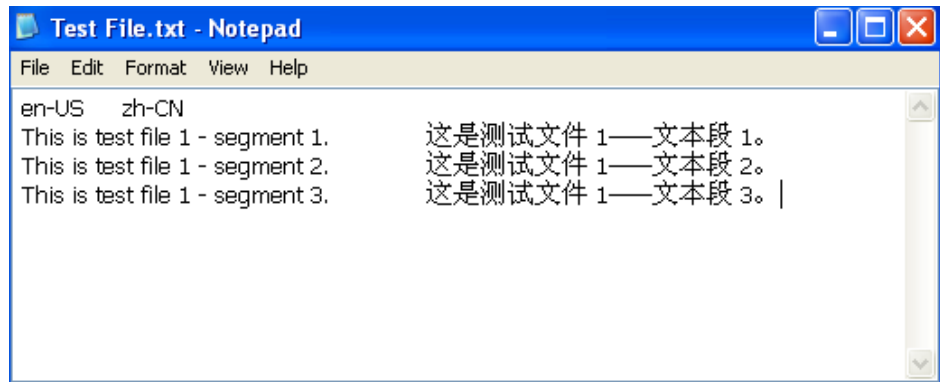 Test File.txt - Notepad
File Edit Format View Help
en-US zh-CN
This is test file 1 - segment 1. 这是测试文件 1——文本段 1。
This is test file 1 - segment 2. 这是测试文件 1——文本段 2。
This is test file 1 - segment 3. 这是测试文件 1——文本段 3。